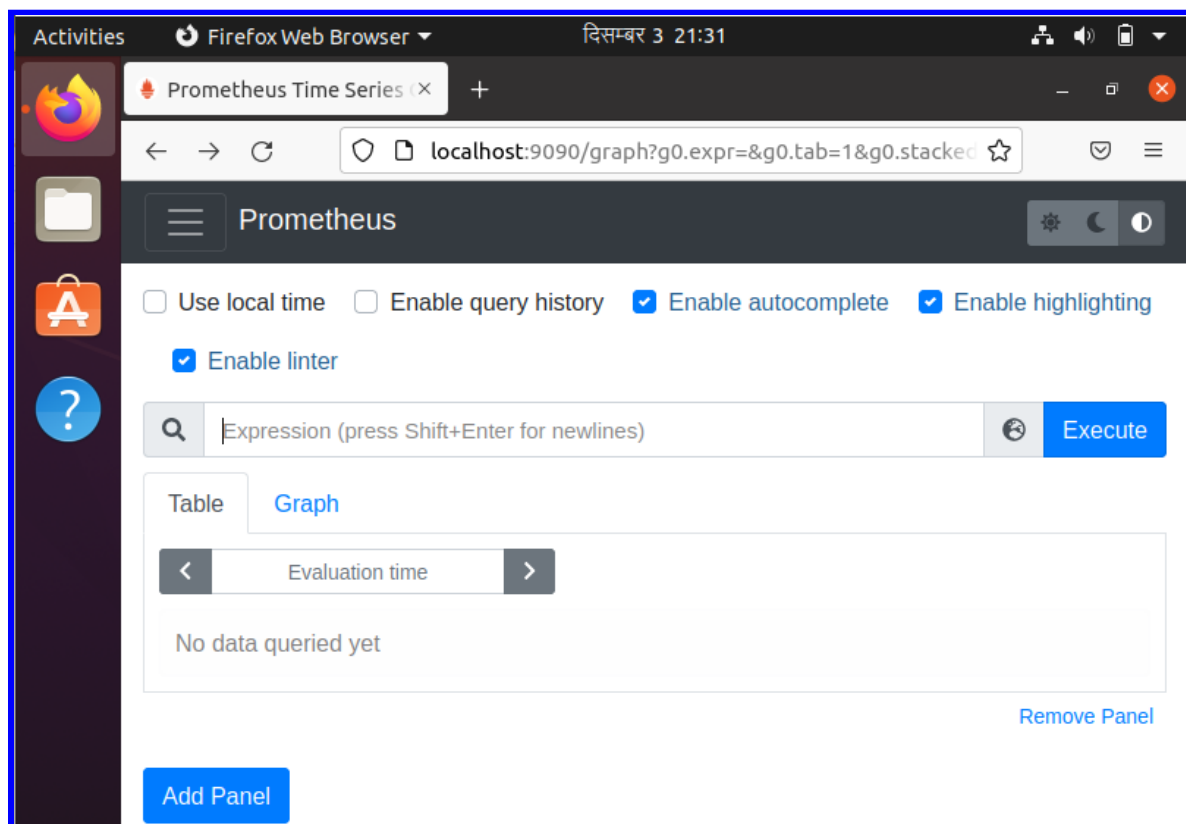 Activities Firefox Web Browser दिसम्बर 3 21:31
Prometheus Time Series
localhost:9090/graph?g0.expr=&g0.tab=1&g0.stacked
Prometheus
Use local time Enable query history Enable autocomplete Enable highlighting
Enable linter
Expression (press Shift+Enter for newlines) Execute
Table Graph
Evaluation time
No data queried yet
Remove Panel
Add Panel